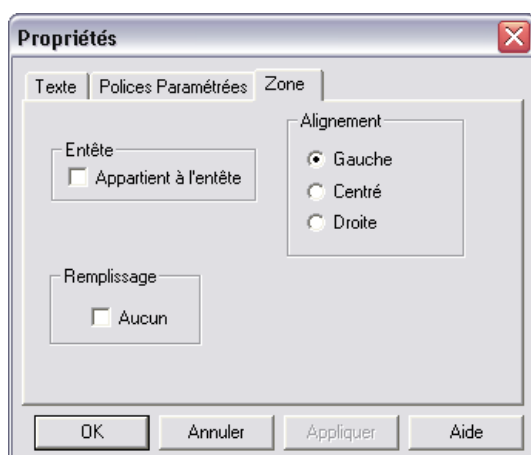 Propriétés
Texte Polices Paramétrées Zone
Alignement
Entête
Gauche
Appartient à l'entête
Centré
Droite
Remplissage
Aucun
OK Annuler Appliquer Aide